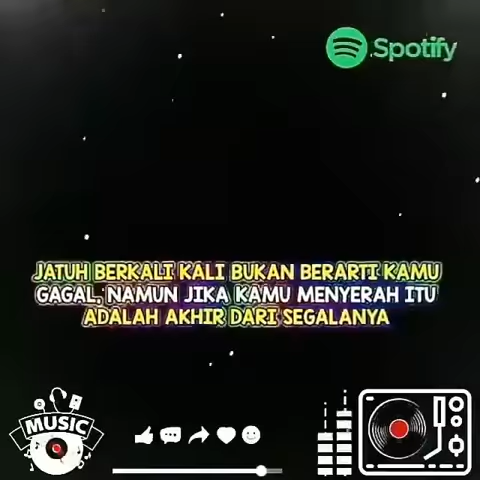 Spotify
JATUH BERKALI KALI BUKAN BERARTI KAMU
GAGAL, NAMUN JIKA KAMU MENYERAH ITU
ADALAH AKHIR DARI SEGALANYA
MUSIC